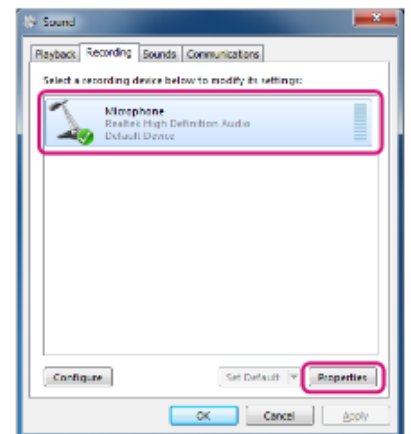 Sound
Playback Recording Sounds Communications
Select a recording device below to modify its settings:
Microphone
Realtek High Definition Audio
Default Device
Configure Set Default Properties
OK Cancel Apply